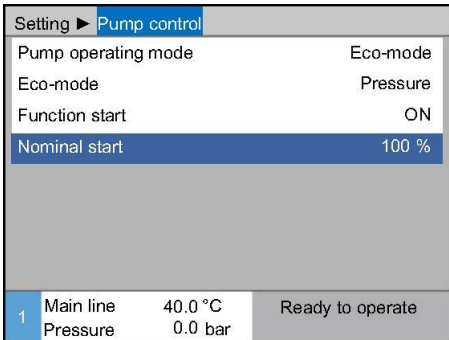 Setting ► Pump control
Pump operating mode Eco-mode
Eco-mode Pressure
Function start ON
Nominal start 100 %
1
Main line 40.0 °C
Pressure 0.0 bar
Ready to operate